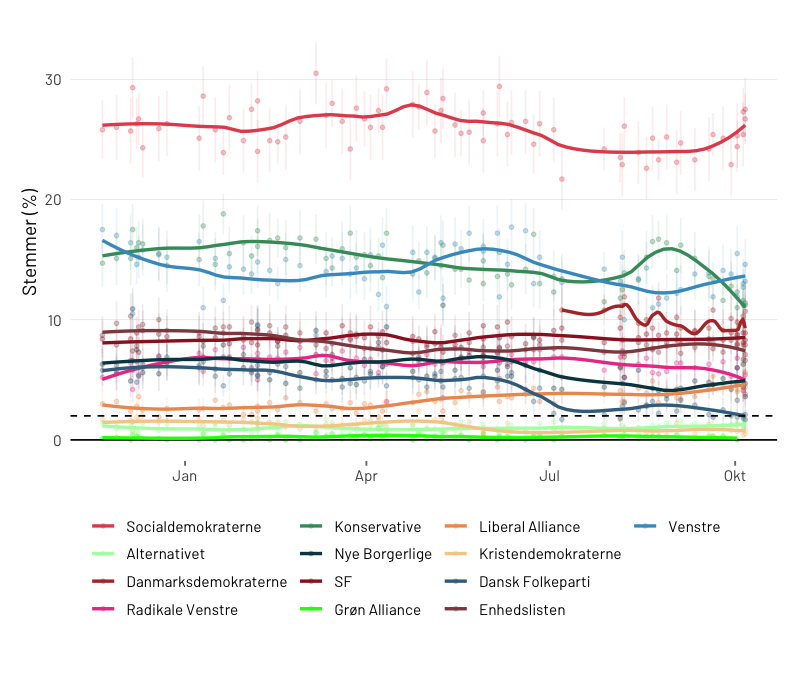 30
20
10
0
Stemmer (%)
Jan
Apr
Jul
Okt
Socialdemokraterne
Konservative
Liberal Alliance
Venstre
Alternativet
Nye Borgerlige
Kristendemokraterne
Danmarksdemokraterne
SF
Dansk Folkeparti
Radikale Venstre
Grøn Alliance
Enhedslisten